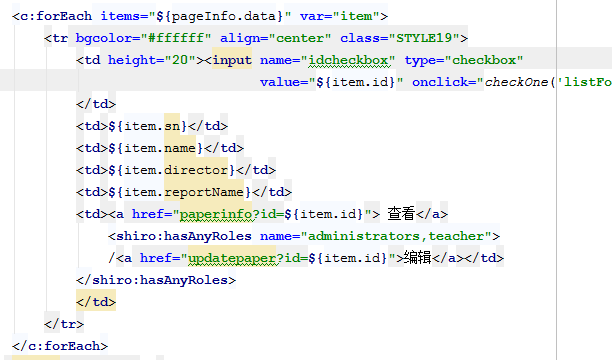 <c:forEach items="${pageInfo.data}" var="item">
<tr bgcolor="#ffffff" align="center" class="STYLE19">
<td height="20"><input name="idcheckbox" type="checkbox"
value="${item.id}" onclick="checkOne('listFo
</td>
<td>${item.sn}</td>
<td>${item.name}</td>
<td>${item.director}</td>
<td>${item.reportName}</td>
<td><a href="paperinfo?id=${item.id}"> 查看</a>
<shiro:hasAnyRoles name="administrators,teacher">
/<a href="updatepaper?id=${item.id}">编辑</a></td>
</shiro:hasAnyRoles>
</td>
</tr>
</c:forEach>